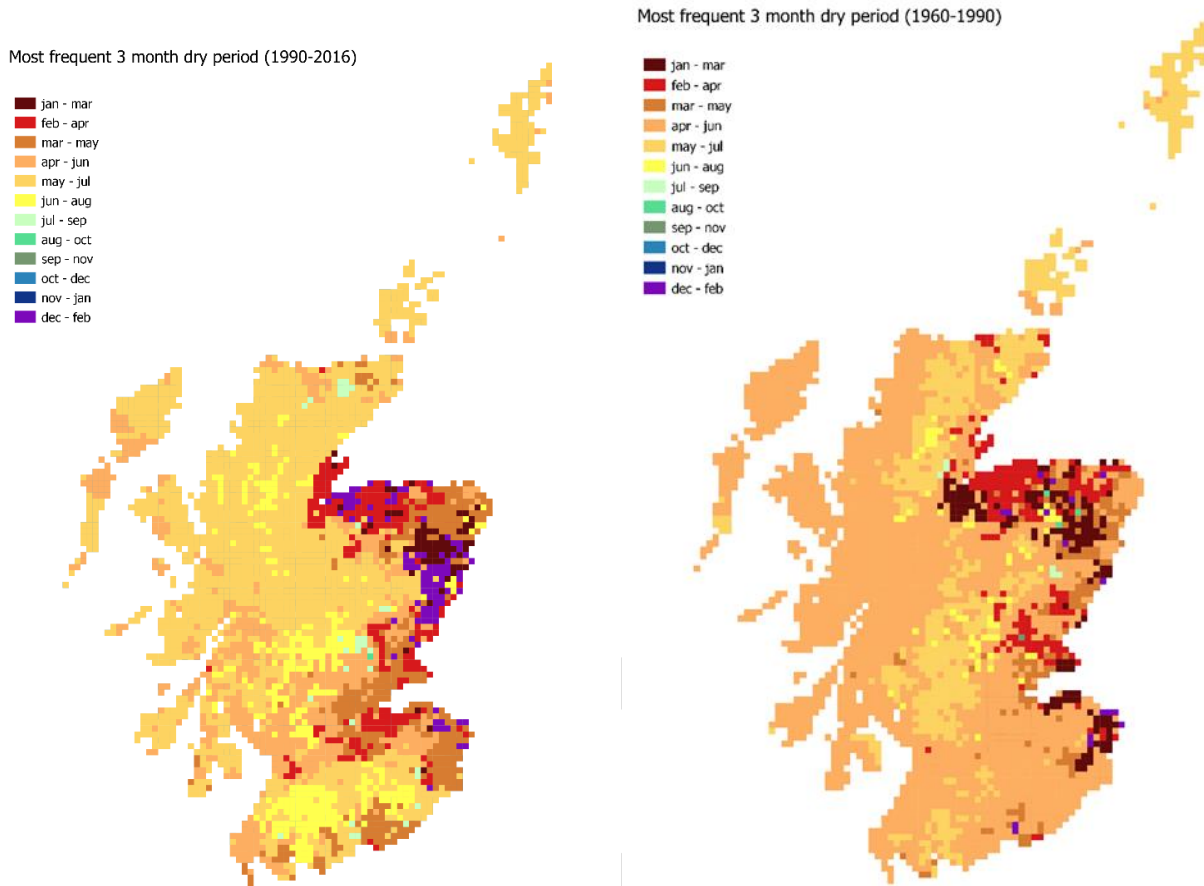 Most frequent 3 month dry period (1990-2016)
jan - mar
feb - apr
mar - may
apr - jun
may - jul
jun - aug
jul - sep
aug - oct
sep - nov
oct - dec
nov - jan
dec - feb
Most frequent 3 month dry period (1960-1990)
jan - mar
feb - apr
mar - may
apr - jun
may - jul
jun - aug
jul - sep
aug - oct
sep - nov
oct - dec
nov - jan
dec - feb